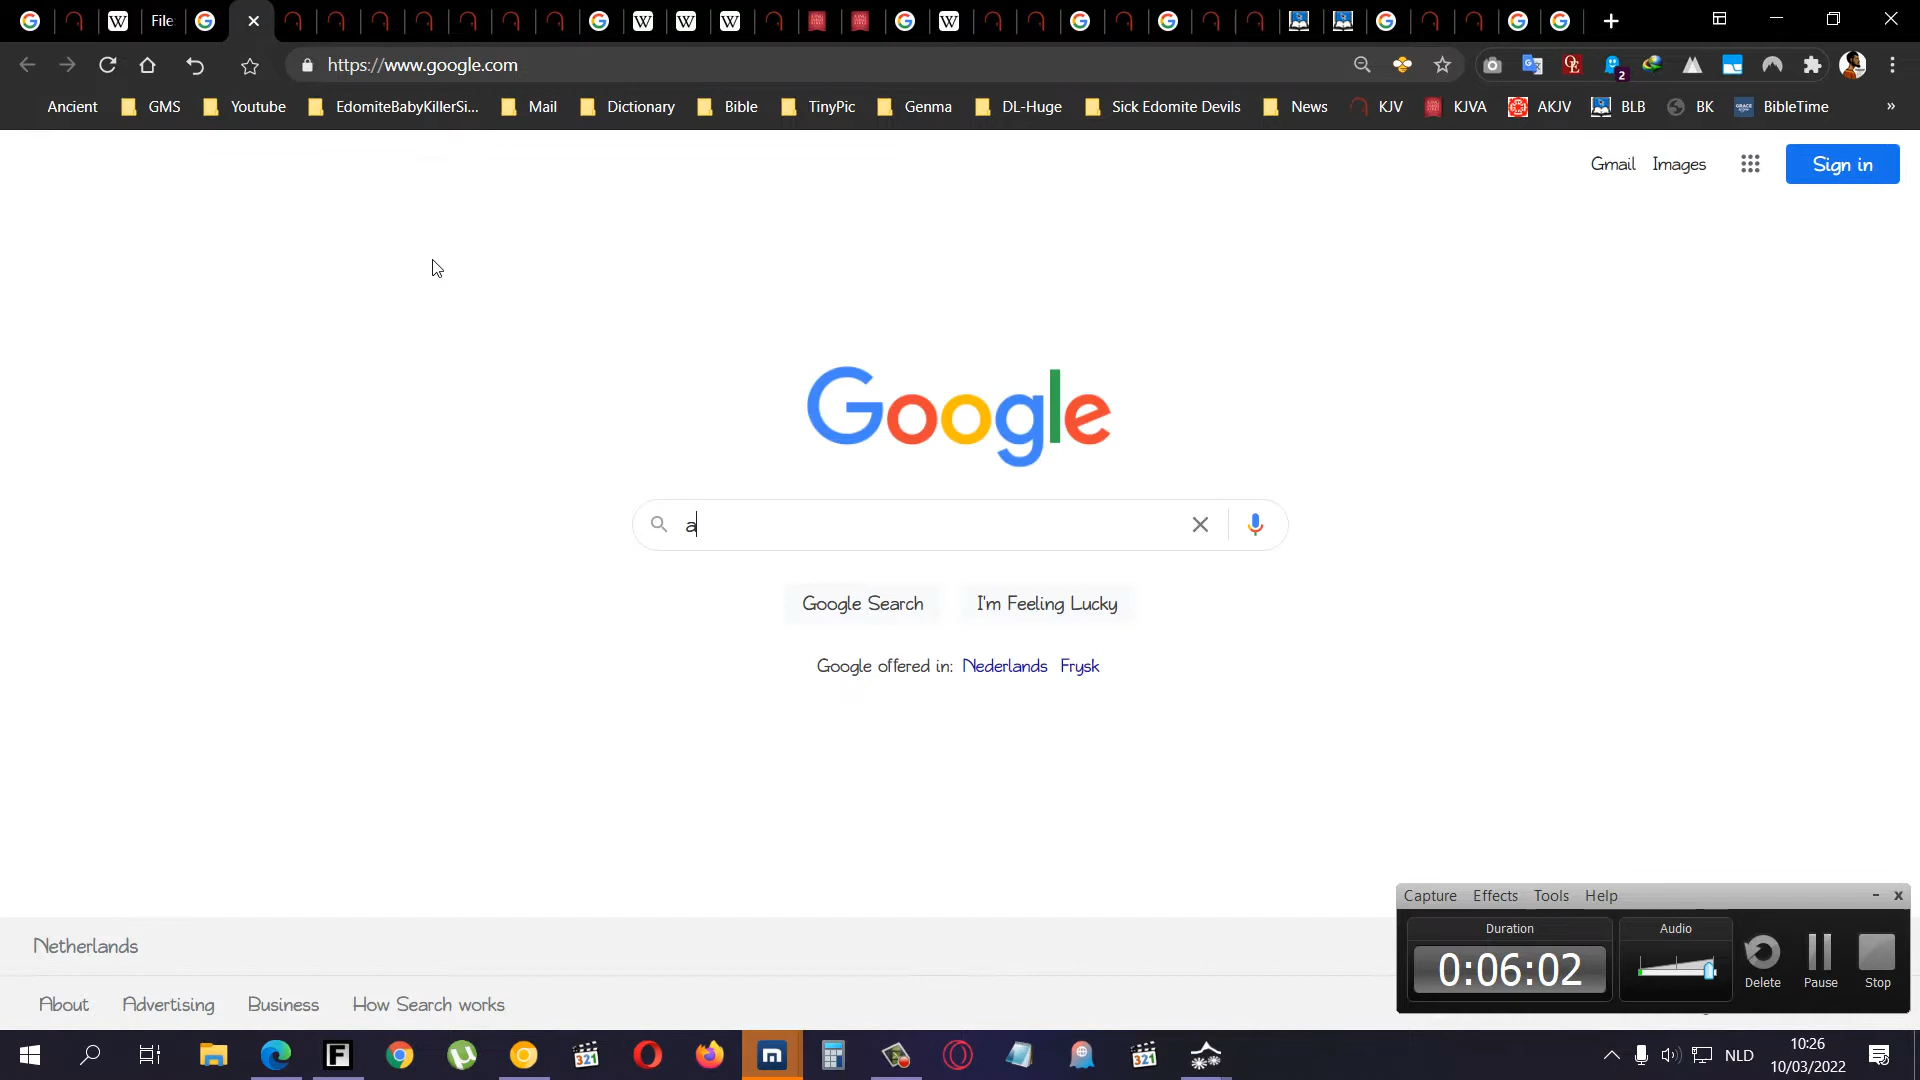 File
https://www.google.com
2
Ancient GMS Youtube EdomiteBabyKillerSi... Mail Dictionary Bible TinyPic Genma DL-Huge Sick Edomite Devils News KJV KJVA AKJV BLB BK BibleTime »
Gmail Images Sign in
Google
a
Google Search I'm Feeling Lucky
Google offered in: Nederlands Frysk
Capture Effects Tools Help
Duration Audio
0:06:02
Delete Pause Stop
Netherlands
About Advertising Business How Search works
NLD
10:26
10/03/2022